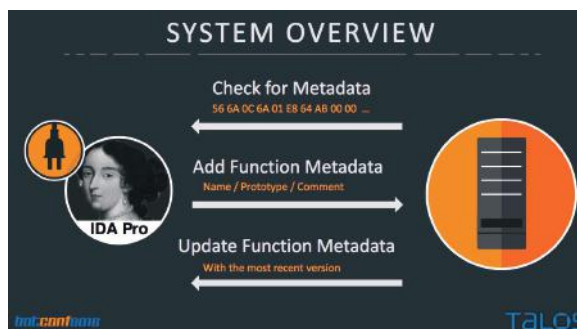 SYSTEM OVERVIEW
Check for Metadata
56 6A 0C 6A 01 E8 64 AB 00 00 ...
Add Function Metadata
Name / Prototype / Comment
IDA Pro
Update Function Metadata
With the most recent version
TALOS